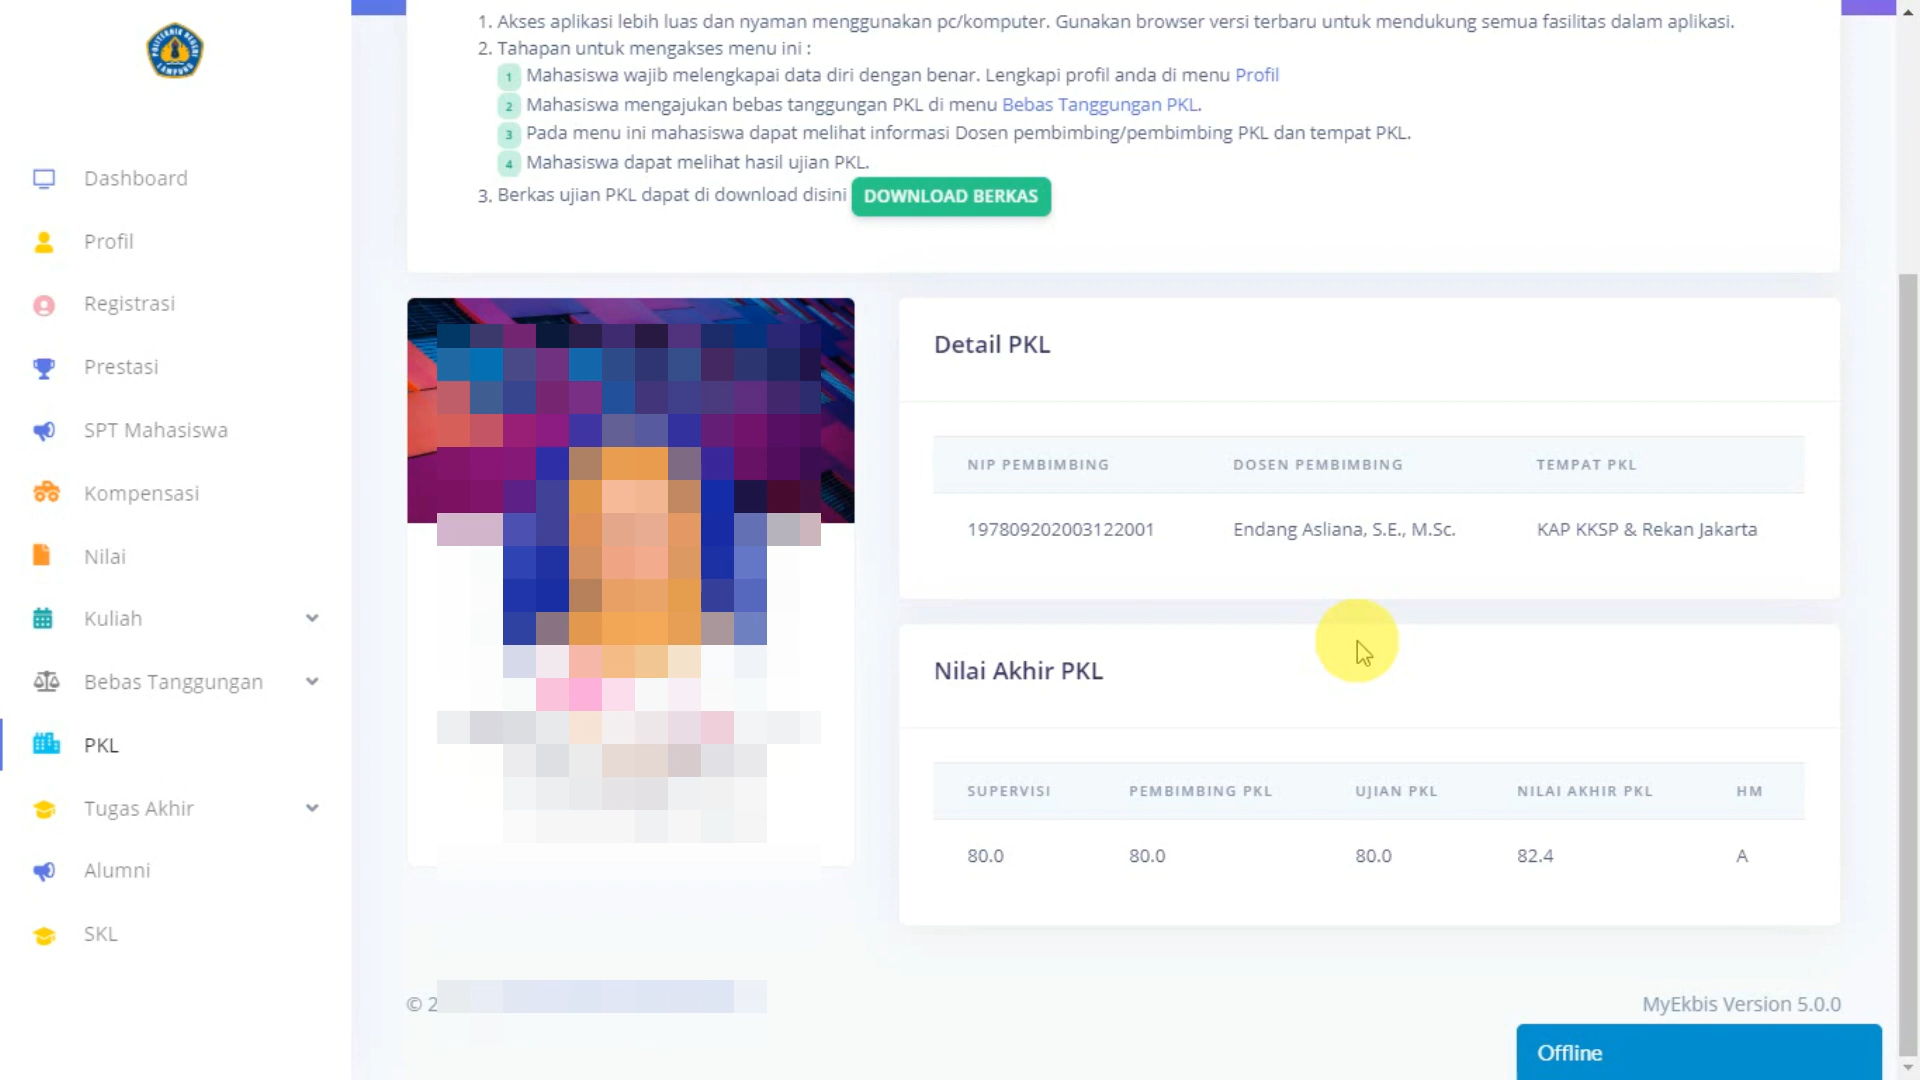 POLITEKNIK NEGERI
LAMPUNG
Dashboard
Profil
Registrasi
Prestasi
SPT Mahasiswa
Kompensasi
Nilai
Kuliah
Bebas Tanggungan
PKL
Tugas Akhir
Alumni
SKL
1. Akses aplikasi lebih luas dan nyaman menggunakan pc/komputer. Gunakan browser versi terbaru untuk mendukung semua fasilitas dalam aplikasi.
2. Tahapan untuk mengakses menu ini :
1 Mahasiswa wajib melengkapai data diri dengan benar. Lengkapi profil anda di menu Profil
2 Mahasiswa mengajukan bebas tanggungan PKL di menu Bebas Tanggungan PKL.
3 Pada menu ini mahasiswa dapat melihat informasi Dosen pembimbing/pembimbing PKL dan tempat PKL.
4 Mahasiswa dapat melihat hasil ujian PKL.
3. Berkas ujian PKL dapat di download disini DOWNLOAD BERKAS
Detail PKL
NIP PEMBIMBING DOSEN PEMBIMBING TEMPAT PKL
197809202003122001 Endang Asliana, S.E., M.Sc. KAP KKSP & Rekan Jakarta
Nilai Akhir PKL
SUPERVISI PEMBIMBING PKL UJIAN PKL NILAI AKHIR PKL HM
80.0 80.0 80.0 82.4 A
© 2
MyEkbis Version 5.0.0
Offline